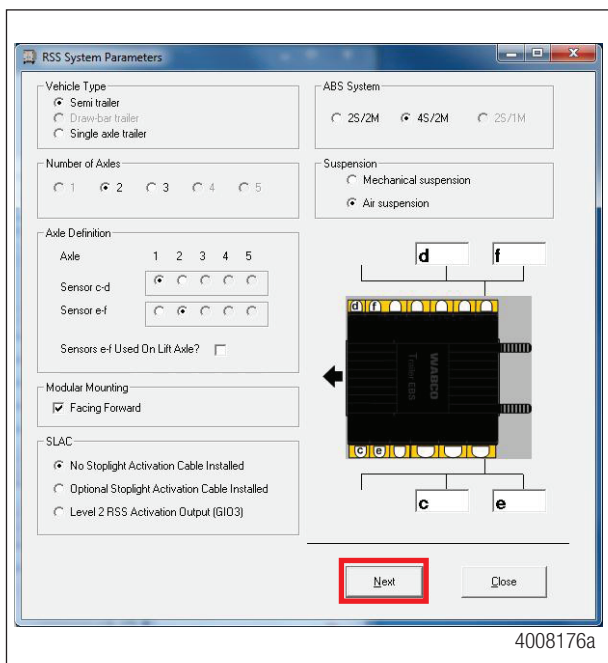 RSS System Parameters
Vehicle Type
Semi trailer
Draw-bar trailer
Single axle trailer
ABS System
2S/2M 4S/2M 2S/1M
Number of Axles
1 2 3 4 5
Suspension
Mechanical suspension
Air suspension
Axle Definition
Axle 1 2 3 4 5
Sensor c-d
Sensor e-f
Sensors e-f Used On Lift Axle?
d f
d f
WABCO
Trailer EBS
c e
c e
Modular Mounting
Facing Forward
SLAC
No Stoplight Activation Cable Installed
Optional Stoplight Activation Cable Installed
Level 2 RSS Activation Output (GIO3)
Next Close
4008176a